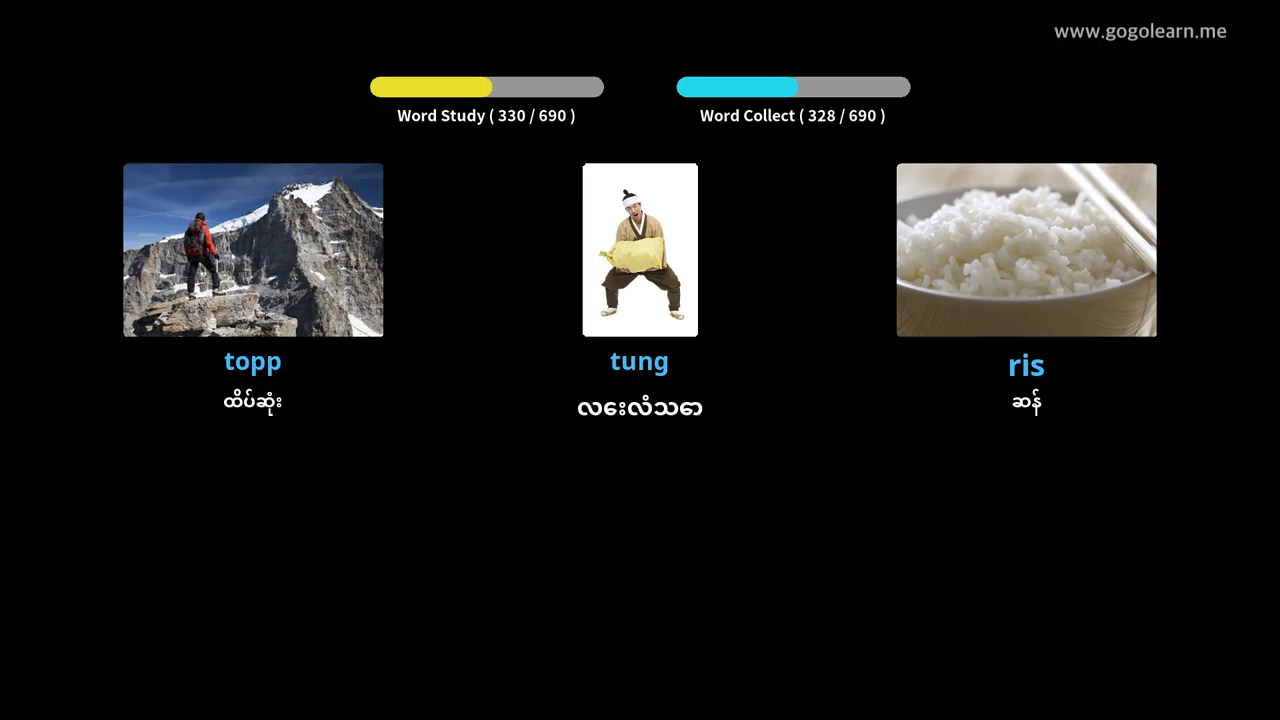 www.gogolearn.me
Word Study ( 330 / 690 )
Word Collect ( 328 / 690 )
topp
tung
ris
ထိပ်ဆုံး
လေးလံသော
ဆန်